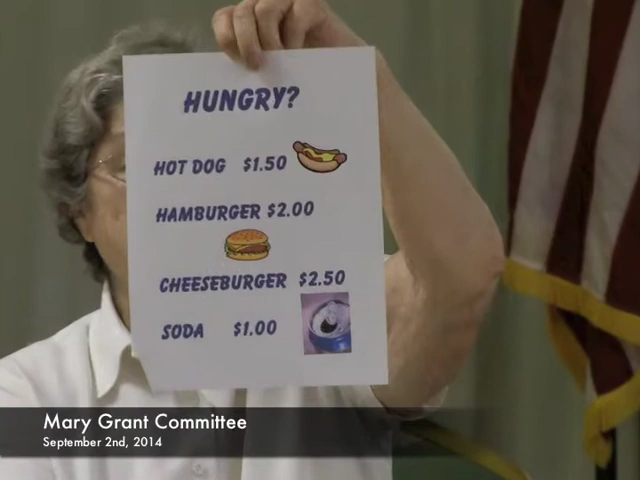 HUNGRY?
HOT DOG $1.50
HAMBURGER $2.00
CHEESEBURGER $2.50
SODA $1.00
Mary Grant Committee
September 2nd, 2014